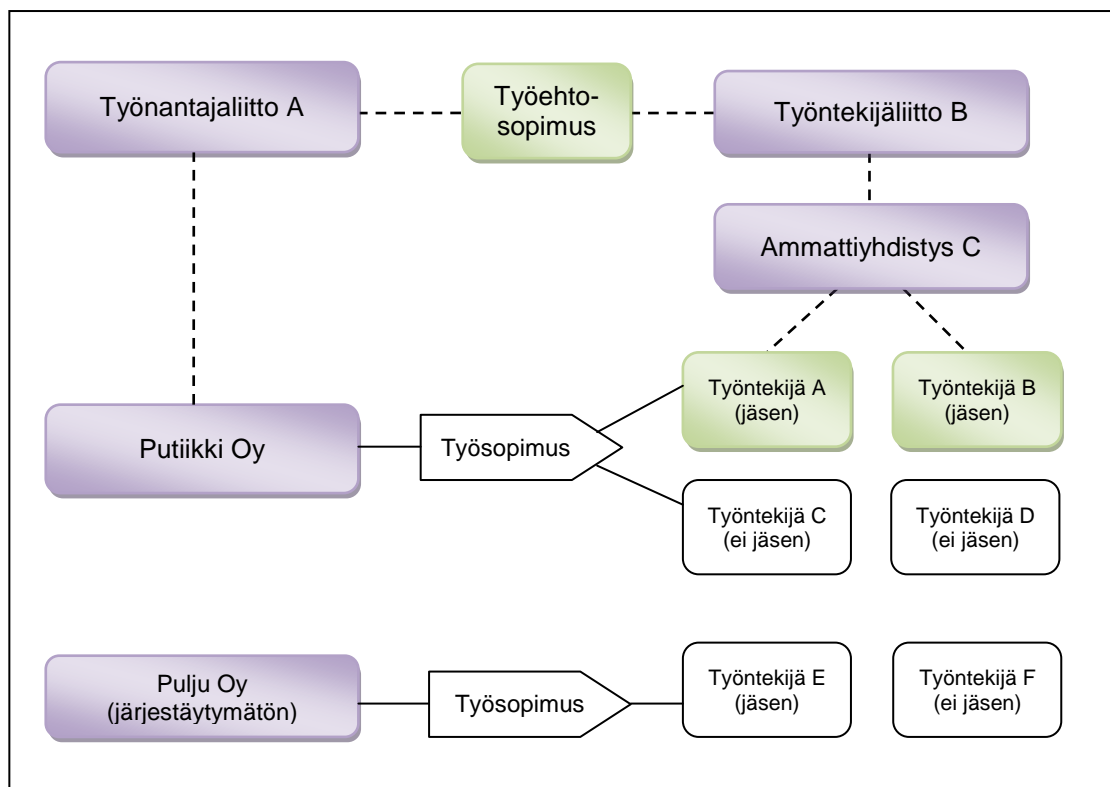 Työnantajaliitto A
Työehto-
sopimus
Työntekijäliitto B
Ammattiyhdistys C
Työntekijä A
(jäsen)
Työntekijä B
(jäsen)
Putiikki Oy
Työsopimus
Työntekijä C
(ei jäsen)
Työntekijä D
(ei jäsen)
Pulju Oy
(järjestäytymätön)
Työsopimus
Työntekijä E
(jäsen)
Työntekijä F
(ei jäsen)